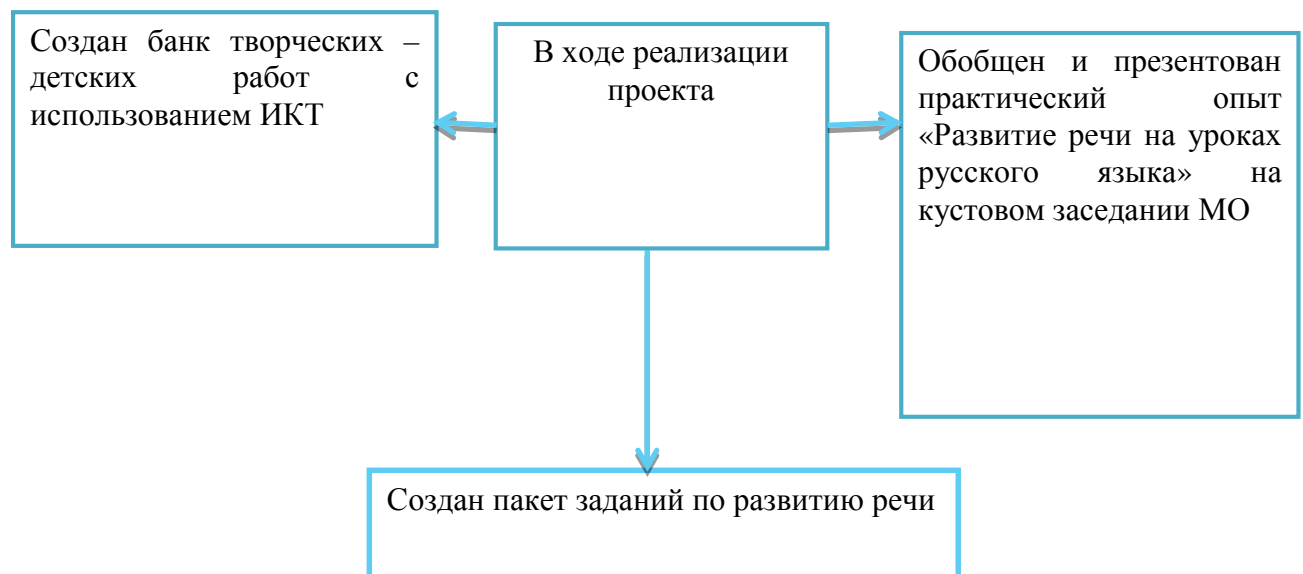 Создан банк творческих –
детских работ с
использованием ИКТ
В ходе реализации
проекта
Обобщен и презентован
практический опыт
«Развитие речи на уроках
русского языка» на
кустовом заседании МО
Создан пакет заданий по развитию речи